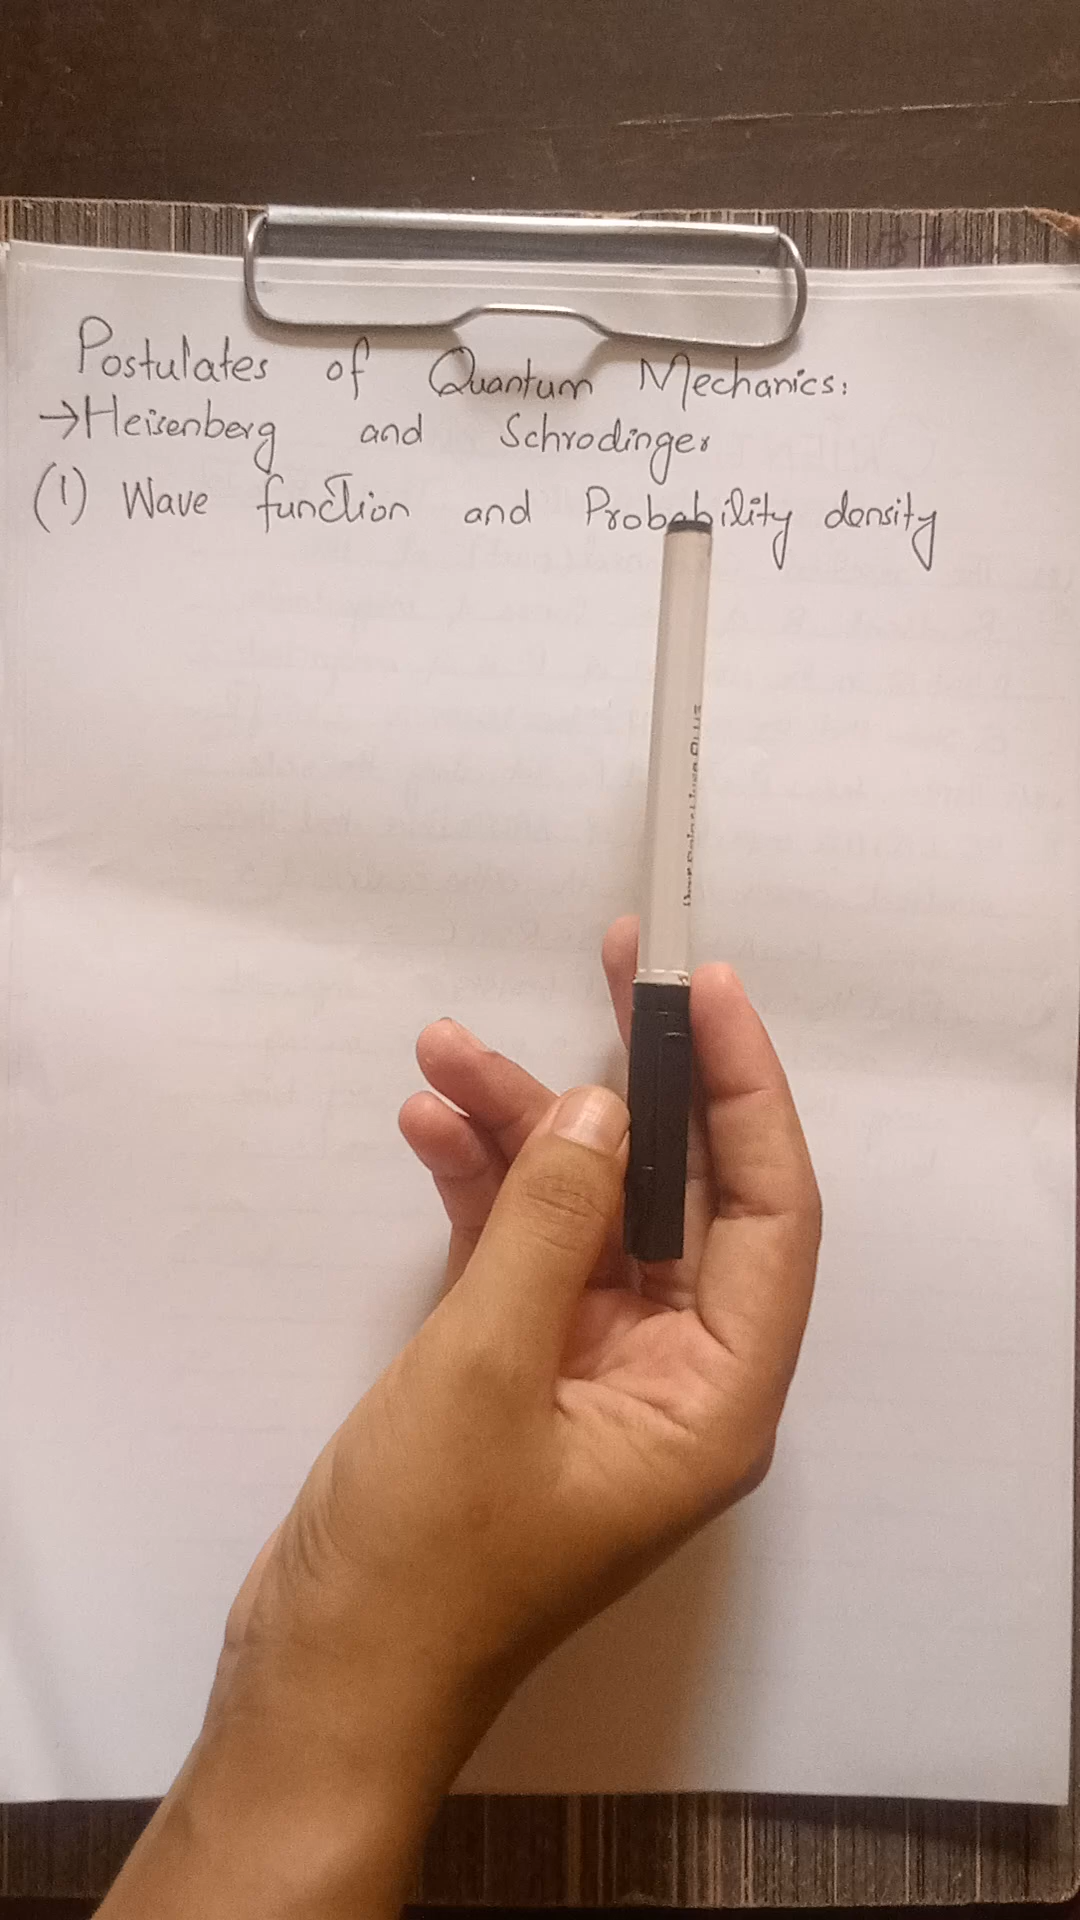 Postulates of Quantum Mechanics:
→Heisenberg and Schrodinger
(1) Wave function and Probability density